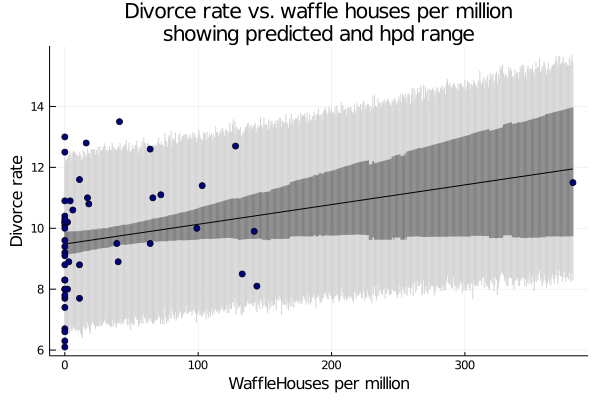 Divorce rate vs. waffle houses per million
showing predicted and hpd range
14
12
10
8
6
Divorce rate
0 100 200 300
WaffleHouses per million